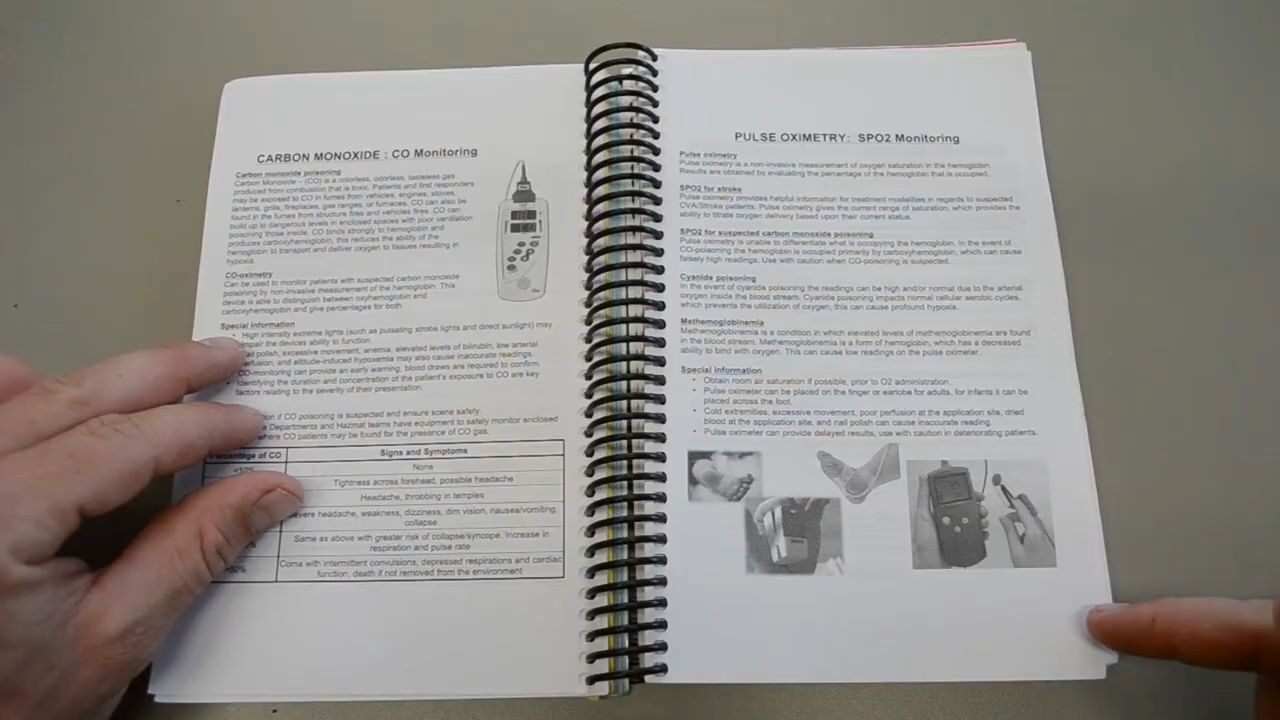 CARBON MONOXIDE : CO Monitoring
Carbon monoxide poisoning
Carbon Monoxide – (CO) is a colorless, odorless, tasteless gas
produced from combustion that is toxic. Patients and first responders
may be exposed to CO in fumes from vehicles, engines, stoves,
lanterns, grills, fireplaces, gas ranges, or furnaces. CO can also be
found in the fumes from structure fires and vehicles fires. CO can
build up to dangerous levels in enclosed spaces with poor ventilation
poisoning those inside. CO binds strongly to hemoglobin and
produces carboxyhemoglobin, this reduces the ability of the
hemoglobin to transport and deliver oxygen to tissues resulting in
hypoxia.
CO-oximetry
Can be used to monitor patients with suspected carbon monoxide
poisoning by non-invasive measurement of the hemoglobin. This
device is able to distinguish between oxyhemoglobin and
carboxyhemoglobin and give percentages for both.
Special information
• High intensity extreme lights (such as pulsating strobe lights and direct sunlight) may
impair the devices ability to function.
polish, excessive movement, anemia, elevated levels of bilirubin, low arterial
and altitude-induced hypoxemia may also cause inaccurate readings.
CO-monitoring can provide an early warning, blood draws are required to confirm.
Identifying the duration and concentration of the patient's exposure to CO are key
factors relating to the severity of their presentation.
if CO poisoning is suspected and ensure scene safety.
Departments and Hazmat teams have equipment to safely monitor enclosed
where CO patients may be found for the presence of CO gas.
Percentage of CO Signs and Symptoms
<10% None
Tightness across forehead, possible headache
Headache, throbbing in temples
Severe headache, weakness, dizziness, dim vision, nausea/vomiting,
collapse
Same as above with greater risk of collapse/syncope. Increase in
respiration and pulse rate
Coma with intermittent convulsions, depressed respirations and cardiac
function, death if not removed from the environment
PULSE OXIMETRY: SPO2 Monitoring
Pulse oximetry
Pulse oximetry is a non-invasive measurement of oxygen saturation in the hemoglobin.
Results are obtained by evaluating the percentage of the hemoglobin that is occupied.
SPO2 for stroke
Pulse oximetry provides helpful information for treatment modalities in regards to suspected
CVA/Stroke patients. Pulse oximetry gives the current range of saturation, which provides the
ability to titrate oxygen delivery based upon their current status.
SPO2 for suspected carbon monoxide poisoning
Pulse oximetry is unable to differentiate what is occupying the hemoglobin. In the event of
CO-poisoning the hemoglobin is occupied primarily by carboxyhemoglobin, which can cause
falsely high readings. Use with caution when CO-poisoning is suspected.
Cyanide poisoning
In the event of cyanide poisoning the readings can be high and/or normal due to the arterial
oxygen inside the blood stream. Cyanide poisoning impacts normal cellular aerobic cycles,
which prevents the utilization of oxygen, this can cause profound hypoxia.
Methemoglobinemia
Methemoglobinemia is a condition in which elevated levels of methemoglobinemia are found
in the blood stream. Methemoglobinemia is a form of hemoglobin, which has a decreased
ability to bind with oxygen. This can cause low readings on the pulse oximeter.
Special Information
• Obtain room air saturation if possible, prior to O2 administration.
• Pulse oximeter can be placed on the finger or earlobe for adults, for infants it can be
placed across the foot.
• Cold extremities, excessive movement, poor perfusion at the application site, dried
blood at the application site, and nail polish can cause inaccurate reading.
• Pulse oximeter can provide delayed results, use with caution in deteriorating patients.